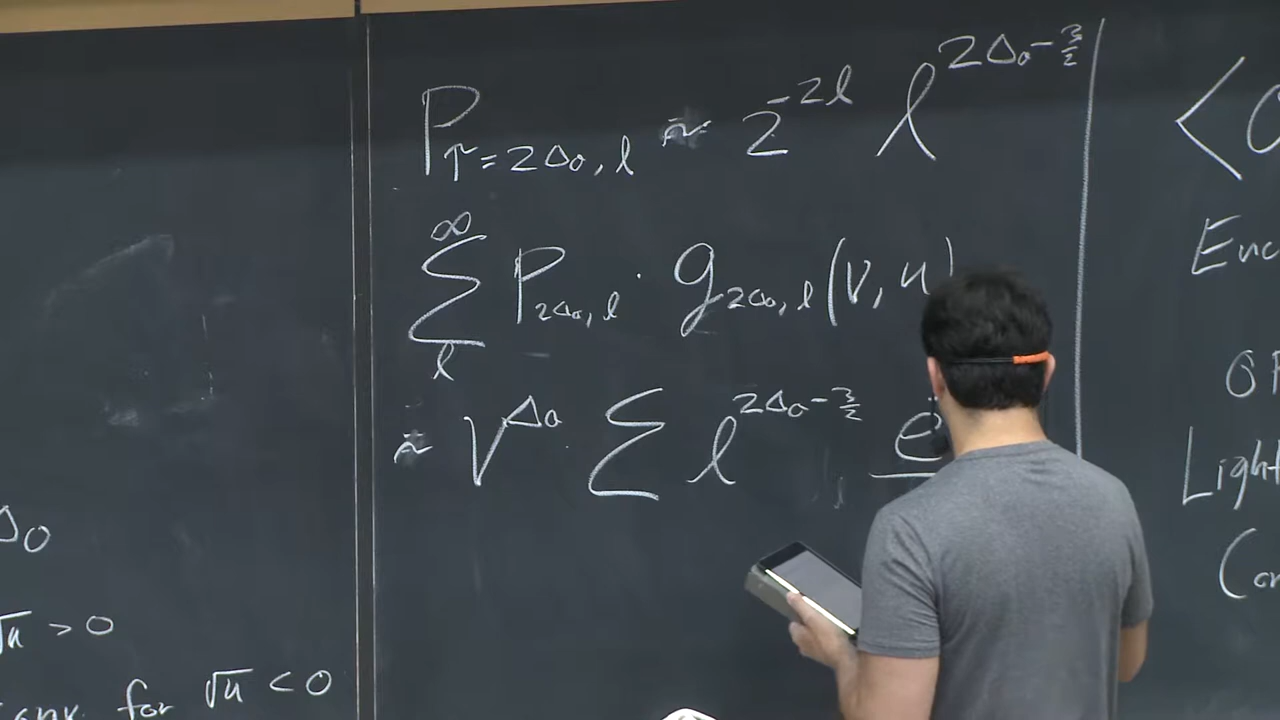 Δ₀
√u > 0
for √u < 0
P_{τ=2Δ₀,ℓ} ≈ 2^{-2ℓ} ℓ^{2Δ₀-3/2}
∑_ℓ^∞ P_{2Δ₀,ℓ} · g_{2Δ₀,ℓ}(v,u)
≈ v^{Δ₀} · ∑ ℓ^{2Δ₀-3/2} e
<
Light